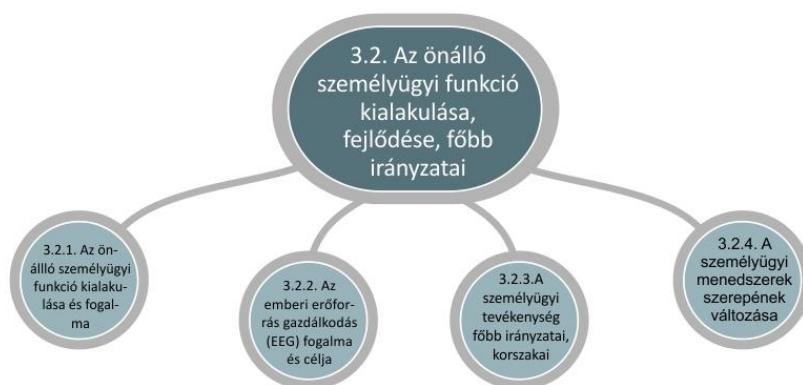 3.2. Az önálló
személyügyi funkció
kialakulása,
fejlődése, főbb
irányzatai
3.2.1. Az ön-
állló személyügyi
funkció kialaku-
lása és fogal-
ma
3.2.2. Az
emberi erőfor-
rás gazdálkodás
(EEG) fogalma
és célja
3.2.3.A
személyügyi
tevékenység
főbb irányzatai,
korszakai
3.2.4. A
személyügyi
menedszerek
szerepének
változása